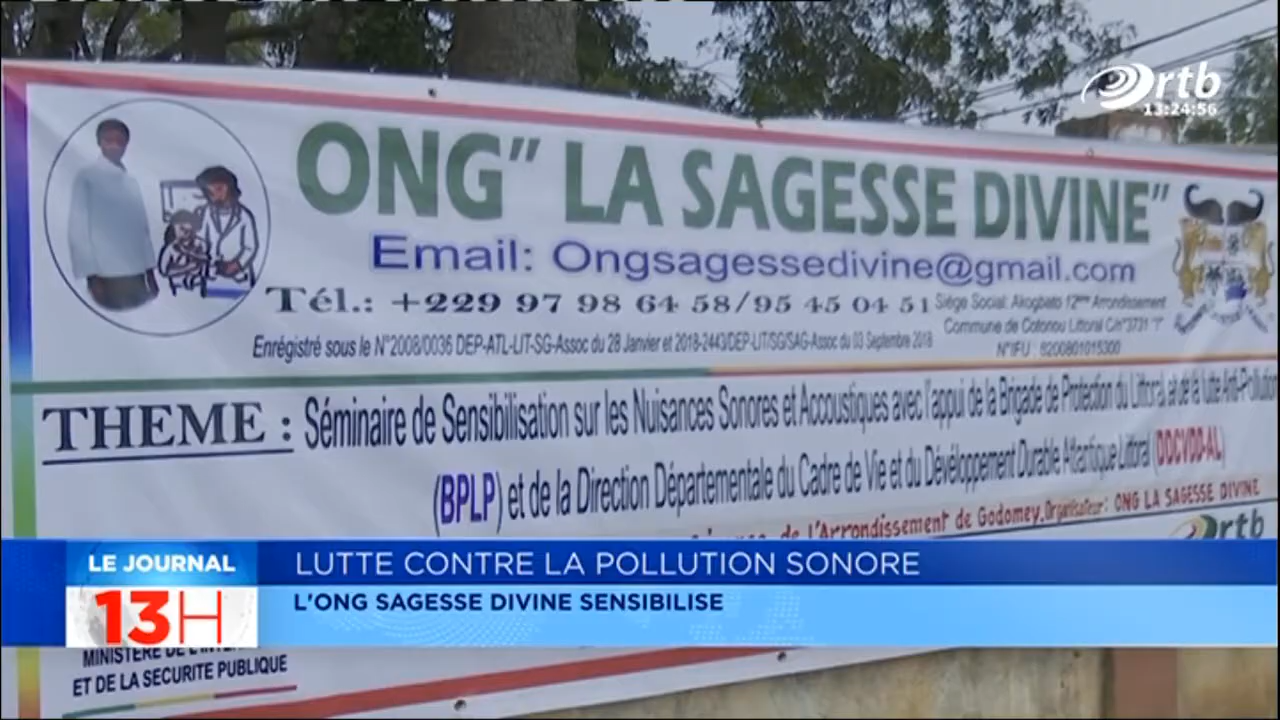 ortb
13:24:56
ONG" LA SAGESSE DIVINE"
Email: Ongsagessedivine@gmail.com
Tél.: +229 97 98 64 58/95 45 04 51
Siège Social: Akogbato 12ème Arrondissement
Commune de Cotonou Littoral C/n°3731 "I"
N°IFU : 6200801015300
Enrégistré sous le N°2008/0036 DEP-ATL-LIT-SG-Assoc du 28 Janvier et 2018-2443/DEP-LIT/SG/SAG-Assoc du 03 Septembre 2018
THEME : Séminaire de Sensibilisation sur les Nuisances Sonores et Accoustiques avec l'appui de la Brigade de Protection du Littoral et de la lutte Anti-Pollution
(BPLP) et de la Direction Départementale du Cadre de Vie et du Dévéloppement Durable Atlantique Littoral (DDCVDD-AL)
de l'Arrondissement de Godomey, Organisateur: ONG LA SAGESSE DIVINE
ortb
LE JOURNAL
13H
LUTTE CONTRE LA POLLUTION SONORE
L'ONG SAGESSE DIVINE SENSIBILISE
MINISTERE DE
ET DE LA SECURITE PUBLIQUE